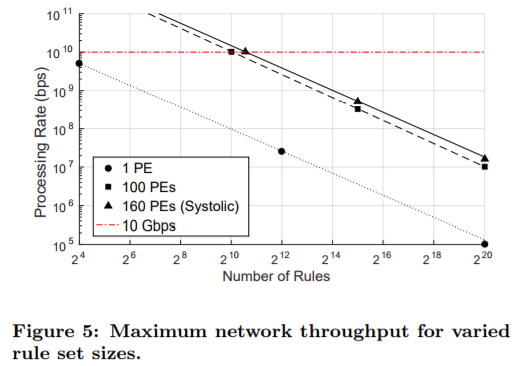 10^11
10^10
10^9
10^8
10^7
10^6
10^5
Processing Rate (bps)
1 PE
100 PEs
160 PEs (Systolic)
10 Gbps
2^4 2^6 2^8 2^10 2^12 2^14 2^16 2^18 2^20
Number of Rules
Figure 5: Maximum network throughput for varied
rule set sizes.